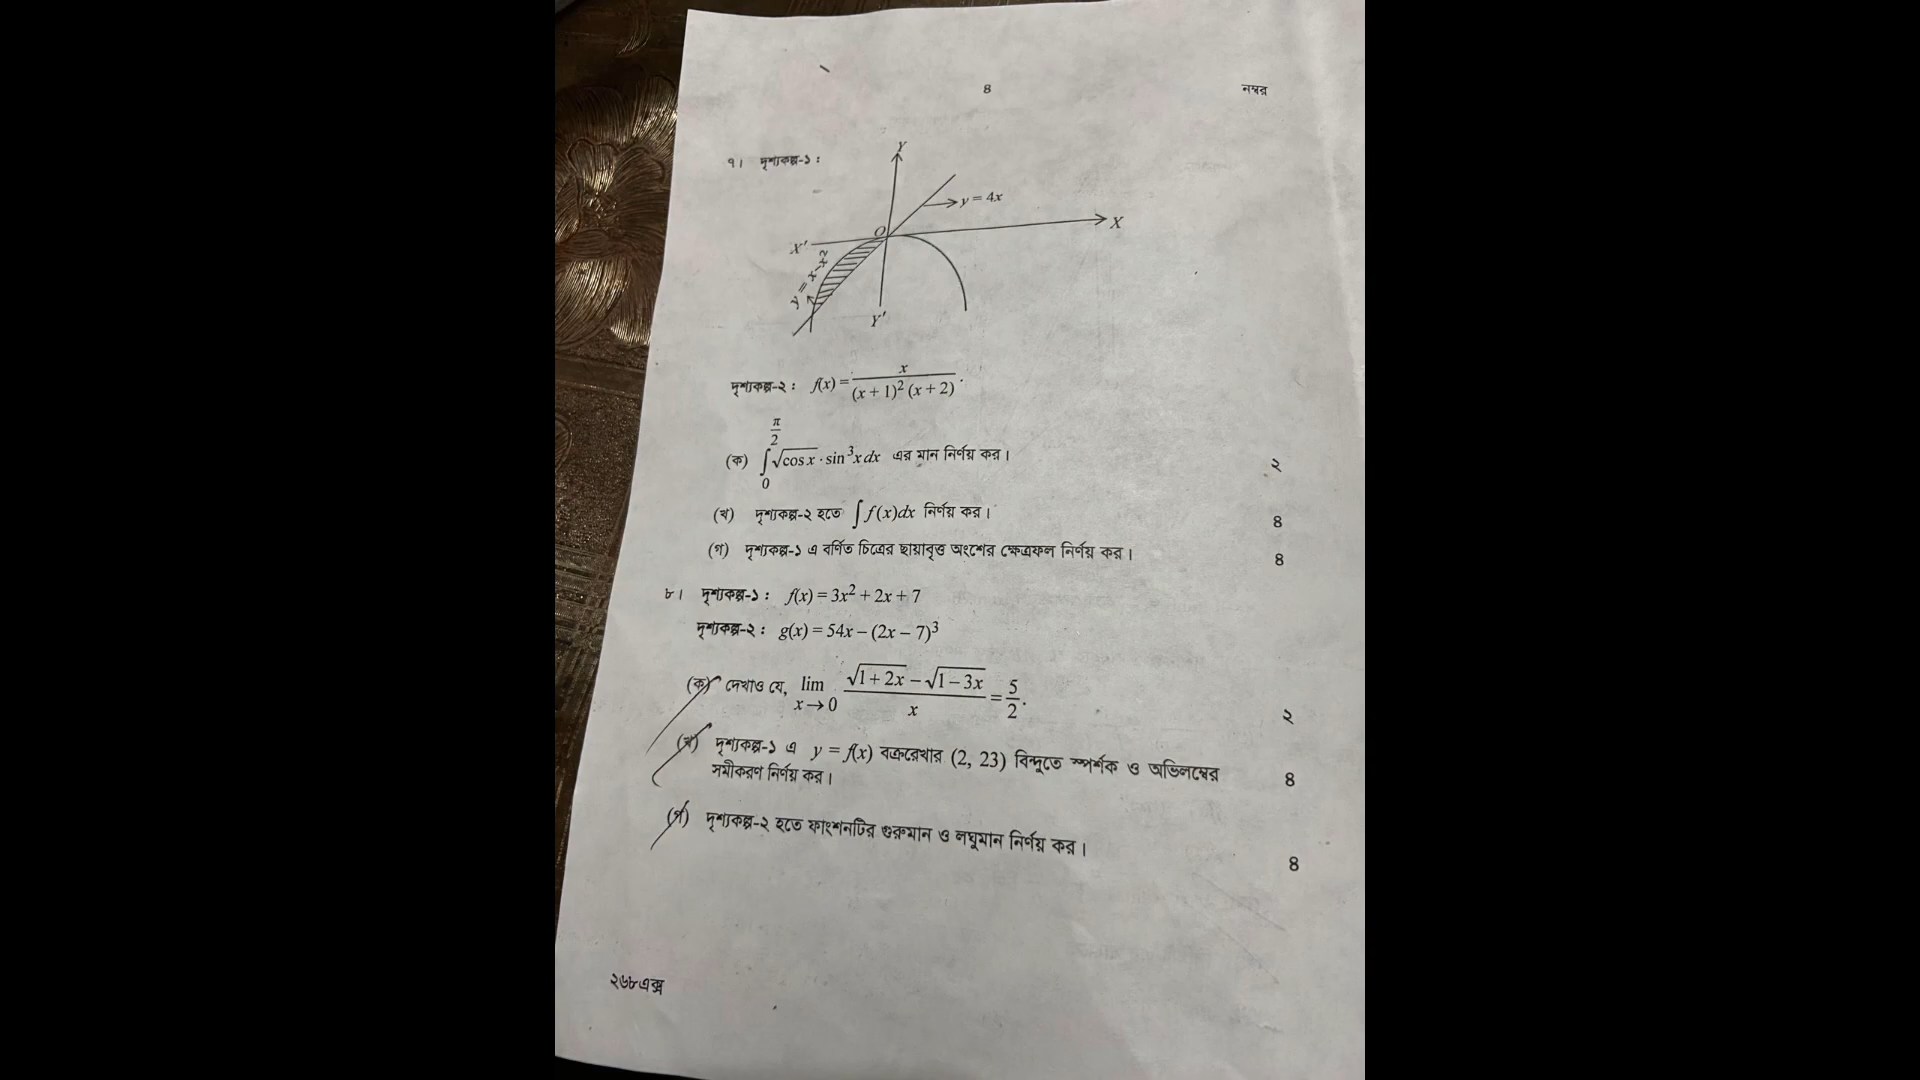 ৪
নম্বর
৭। দৃশ্যকল্প-১ :
Y
y = 4x
X
O
X′
y = x – x²
Y′
দৃশ্যকল্প-২ : f(x) = x / (x + 1)² (x + 2) .
(ক) ∫₀^(π/2) √cos x · sin³x dx এর মান নির্ণয় কর। ২
(খ) দৃশ্যকল্প-২ হতে ∫ f(x)dx নির্ণয় কর। ৪
(গ) দৃশ্যকল্প-১ এ বর্ণিত চিত্রের ছায়াবৃত্ত অংশের ক্ষেত্রফল নির্ণয় কর। ৪
৮। দৃশ্যকল্প-১ : f(x) = 3x² + 2x + 7
দৃশ্যকল্প-২ : g(x) = 54x – (2x – 7)³
(ক) দেখাও যে, lim x→0 (√1 + 2x – √1 – 3x) / x = 5/2. ২
(খ) দৃশ্যকল্প-১ এ y = f(x) বক্ররেখার (2, 23) বিন্দুতে স্পর্শক ও অভিলম্বের
সমীকরণ নির্ণয় কর। ৪
(গ) দৃশ্যকল্প-২ হতে ফাংশনটির গুরুমান ও লঘুমান নির্ণয় কর। ৪
২৬৮এক্স